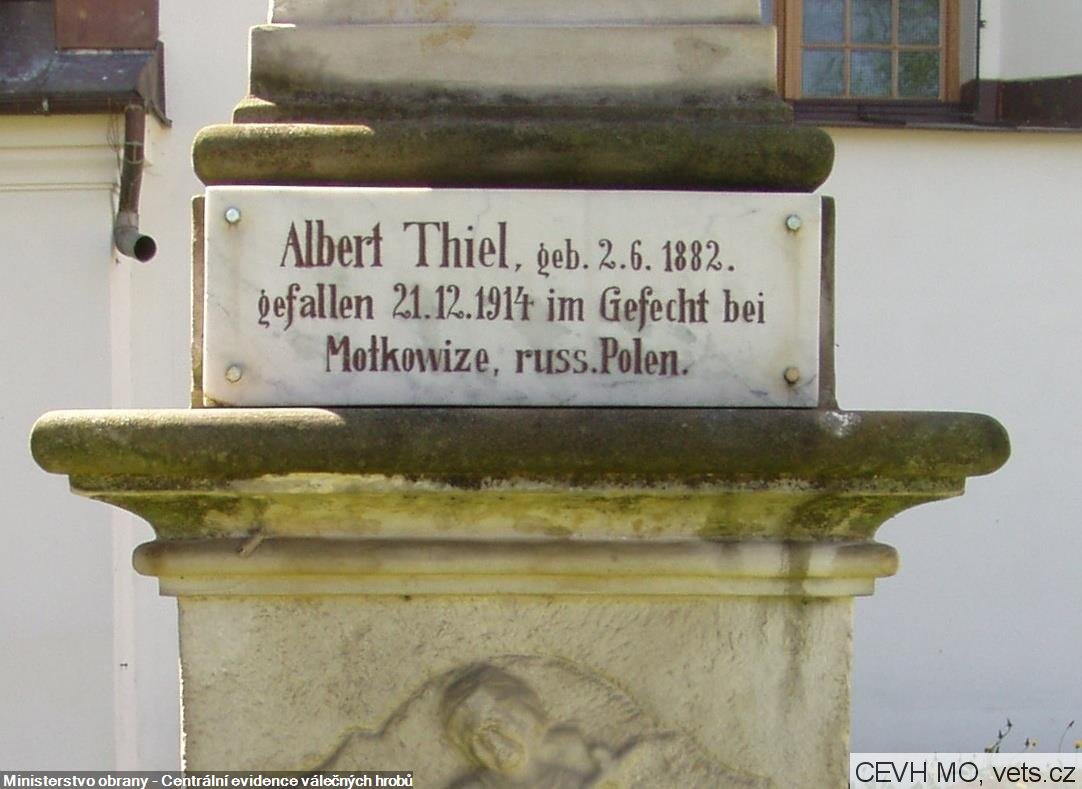 Albert Thiel, geb. 2.6. 1882.
gefallen 21.12.1914 im Gefecht bei
Motkowize, russ. Polen.
Ministerstvo obrany - Centrální evidence válečných hrobů
CEVH MO, vets.cz